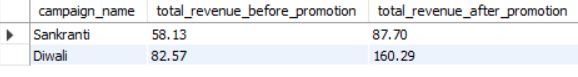 campaign_name total_revenue_before_promotion total_revenue_after_promotion
Sankranti 58.13 87.70
Diwali 82.57 160.29